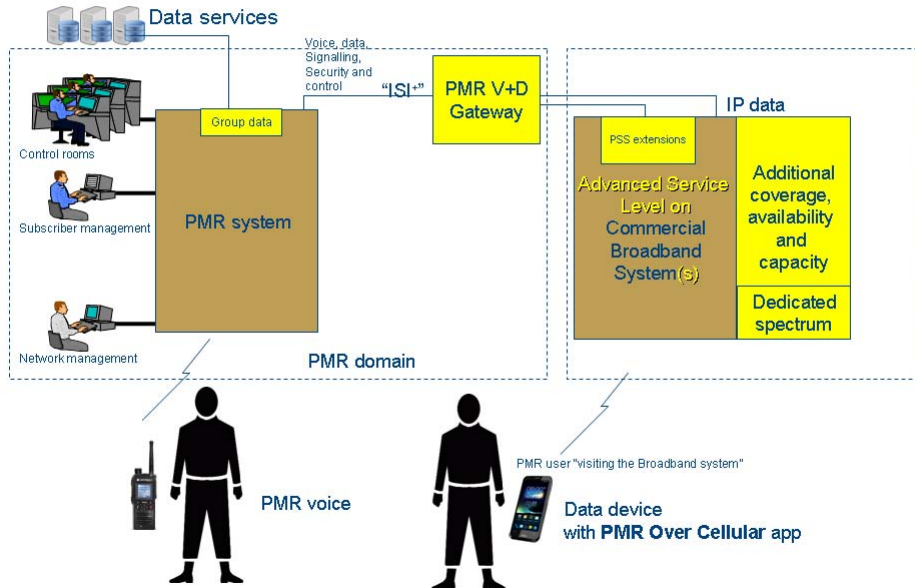 Data services
Voice, data,
Signalling,
Security and
control
"ISI+"
PMR V+D
Gateway
IP data
Group data
PSS extensions
Control rooms
Advanced Service
Level on
Commercial
Broadband
System(s)
Additional
coverage,
availability
and
capacity
PMR system
Subscriber management
Dedicated
spectrum
Network management
PMR domain
PMR user "visiting the Broadband system"
PMR voice
Data device
with PMR Over Cellular app